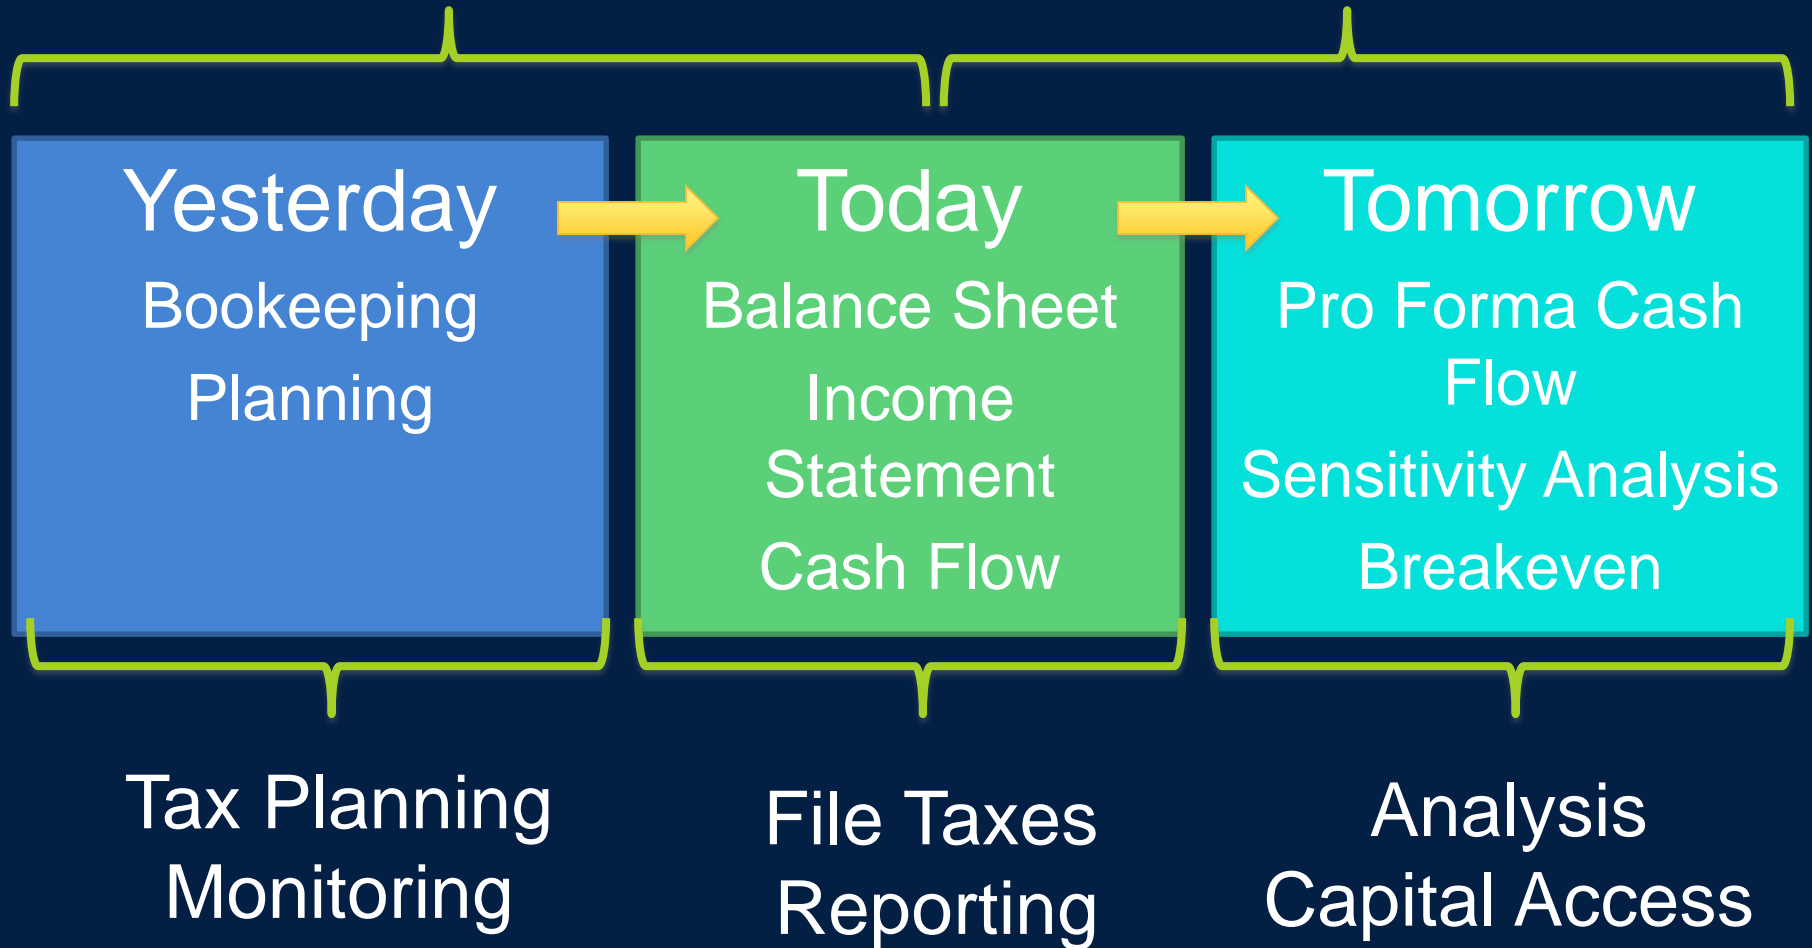 Yesterday
Bookeeping
Planning
Today
Balance Sheet
Income
Statement
Cash Flow
Tomorrow
Pro Forma Cash
Flow
Sensitivity Analysis
Breakeven
Tax Planning
Monitoring
File Taxes
Reporting
Analysis
Capital Access